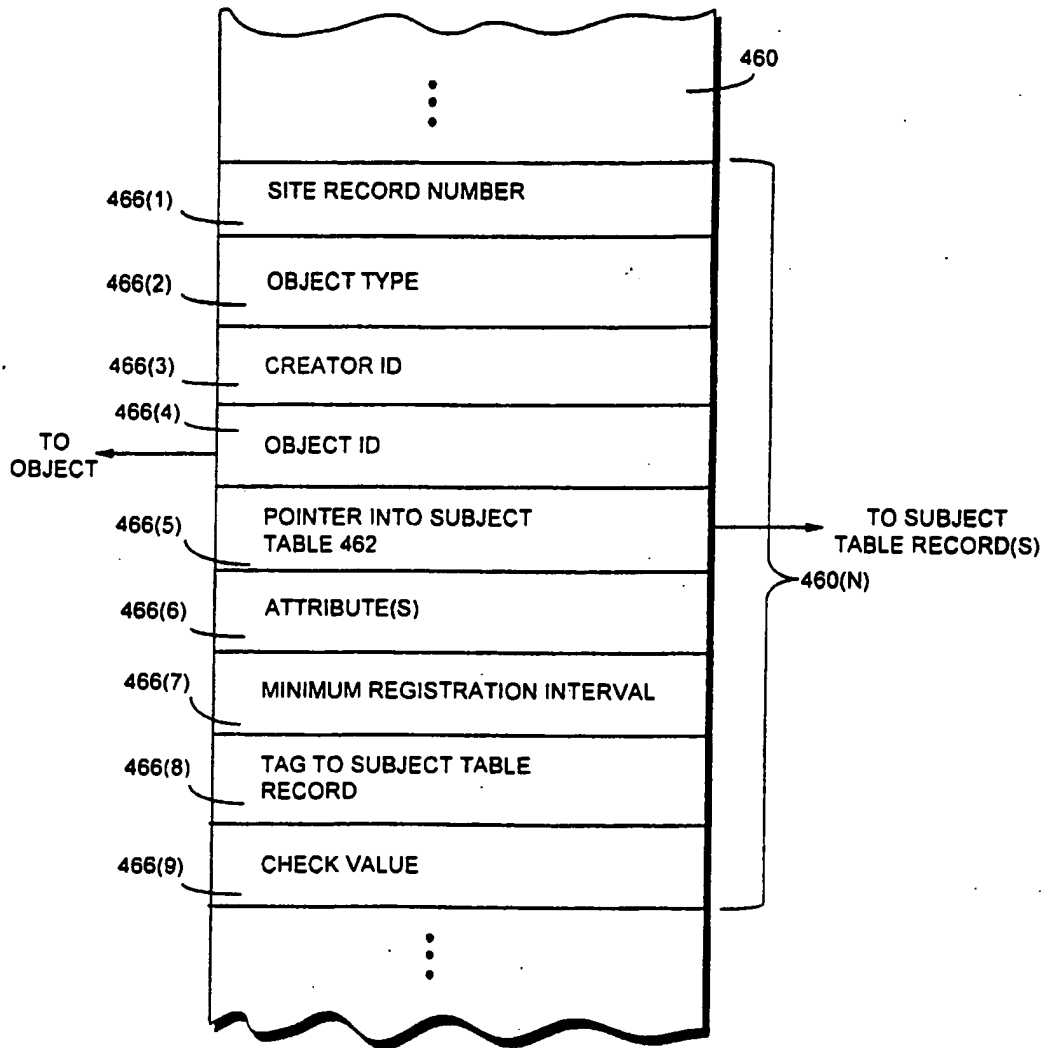 460
466(1)
SITE RECORD NUMBER
466(2)
OBJECT TYPE
466(3)
CREATOR ID
466(4)
TO
OBJECT
OBJECT ID
466(5)
POINTER INTO SUBJECT
TABLE 462
TO SUBJECT
TABLE RECORD(S)
460(N)
466(6)
ATTRIBUTE(S)
466(7)
MINIMUM REGISTRATION INTERVAL
466(8)
TAG TO SUBJECT TABLE
RECORD
466(9)
CHECK VALUE